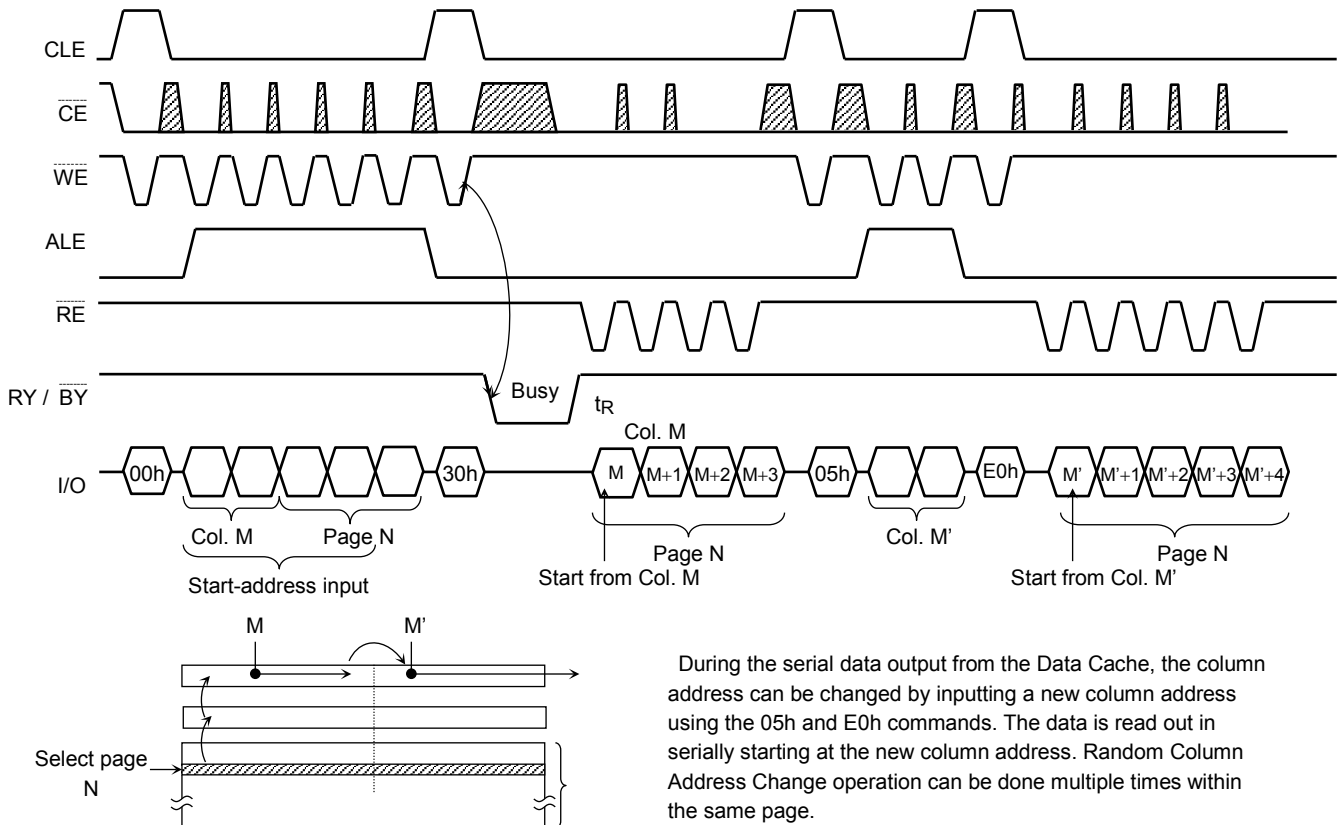 CLE
CE
WE
ALE
RE
RY / BY
Busy
tR
Col. M
I/O
00h
30h
M
M+1
M+2
M+3
05h
E0h
M'
M'+1
M'+2
M'+3
M'+4
Col. M
Page N
Start-address input
Page N
Start from Col. M
Col. M'
Page N
Start from Col. M'
M
M'
Select page
N
During the serial data output from the Data Cache, the column
address can be changed by inputting a new column address
using the 05h and E0h commands. The data is read out in
serially starting at the new column address. Random Column
Address Change operation can be done multiple times within
the same page.